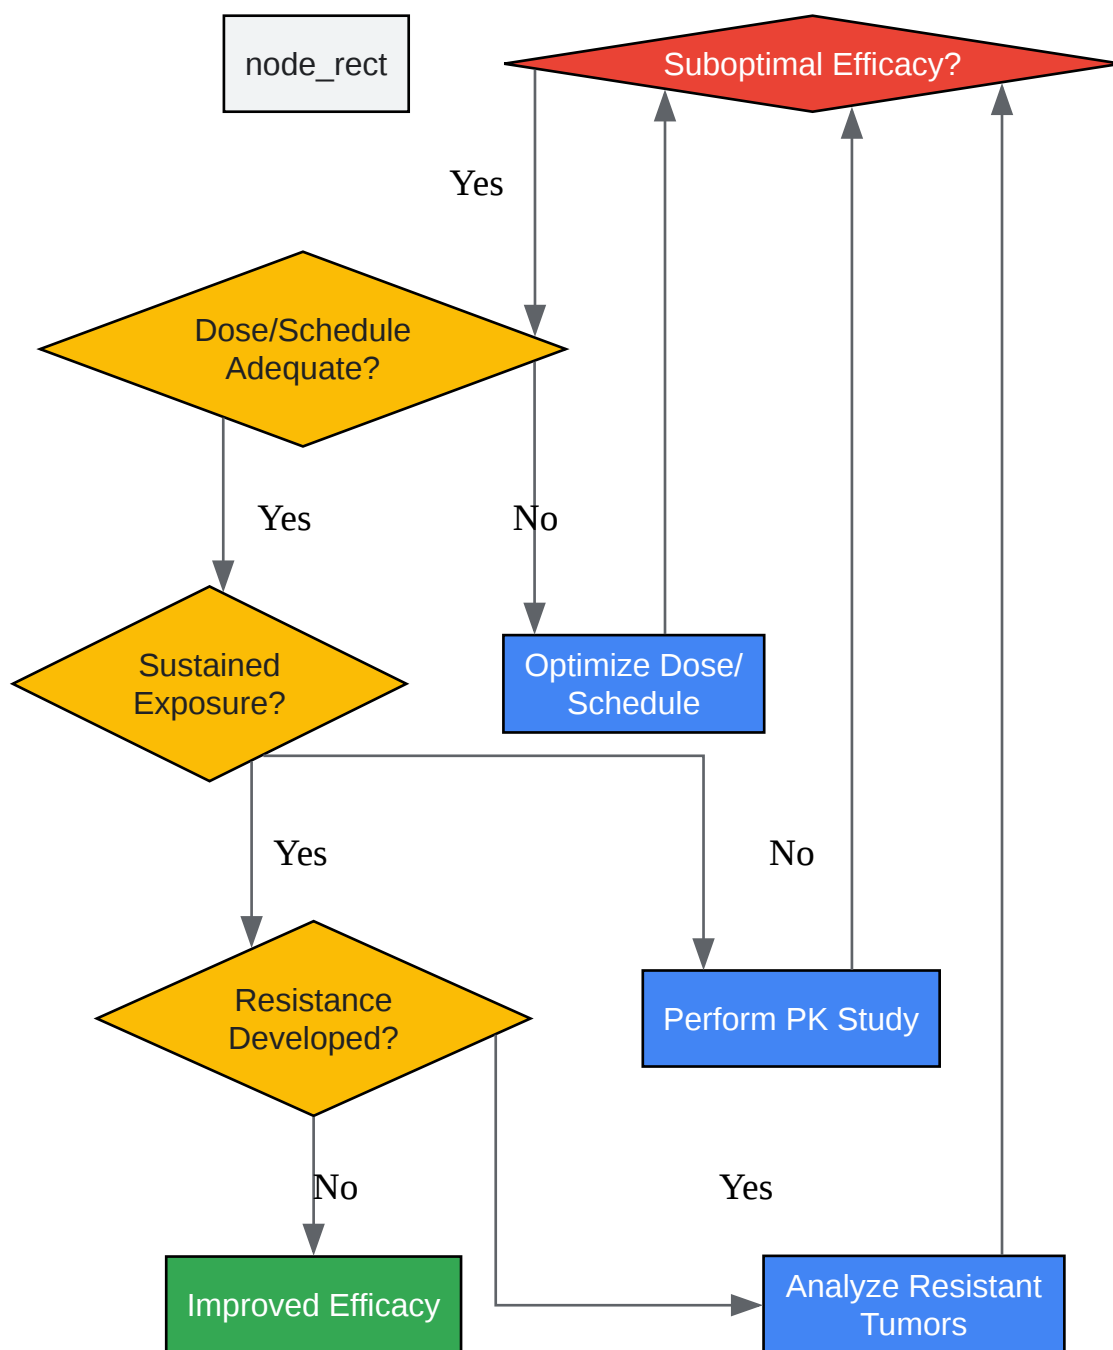 node_rect
Suboptimal Efficacy?
Yes
Dose/Schedule
Adequate?
Yes
No
Sustained
Exposure?
Optimize Dose/
Schedule
Yes
No
Resistance
Developed?
Perform PK Study
No
Yes
Improved Efficacy
Analyze Resistant
Tumors